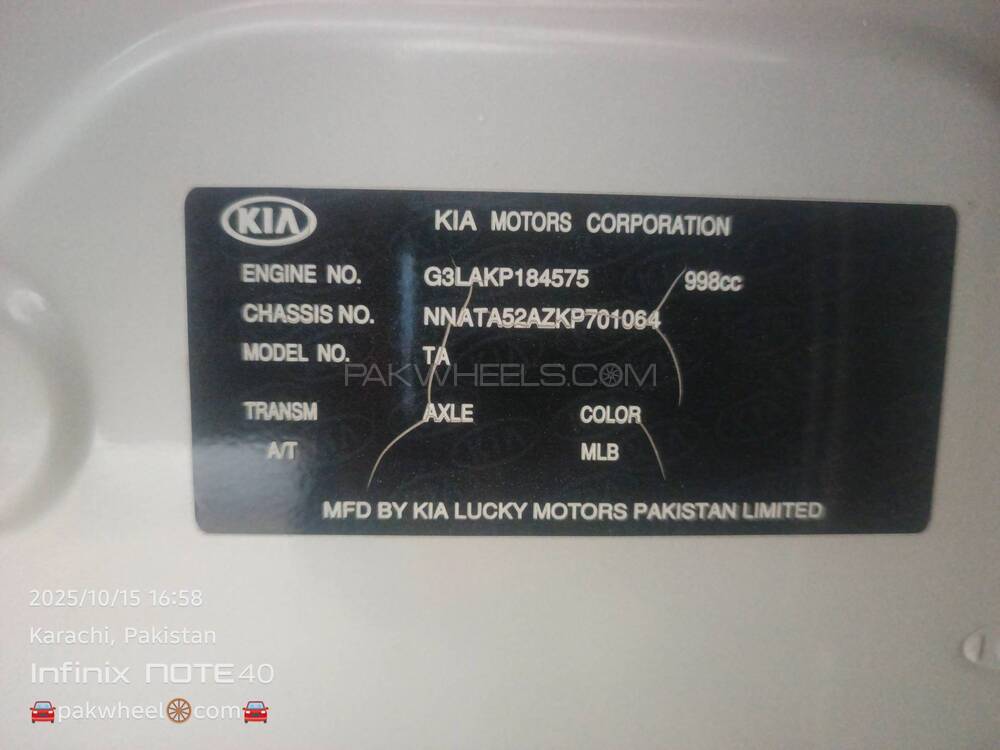 KIA KIA MOTORS CORPORATION
ENGINE NO. G3LAKP184575 998cc
CHASSIS NO. NNATA52AZKP701064
MODEL NO. TA
PAKWHEELS.COM
TRANSM AXLE COLOR
A/T MLB
MFD BY KIA LUCKY MOTORS PAKISTAN LIMITED
2025/10/15 16:58
Karachi, Pakistan
Infinix NOTE 40
🚘pakwheel🛞com🚘